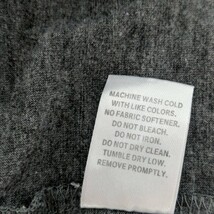 MACHINE WASH COLD
WITH LIKE COLORS.
NO FABRIC SOFTENER.
DO NOT BLEACH.
DO NOT IRON.
DO NOT DRY CLEAN.
TUMBLE DRY LOW.
REMOVE PROMPTLY.